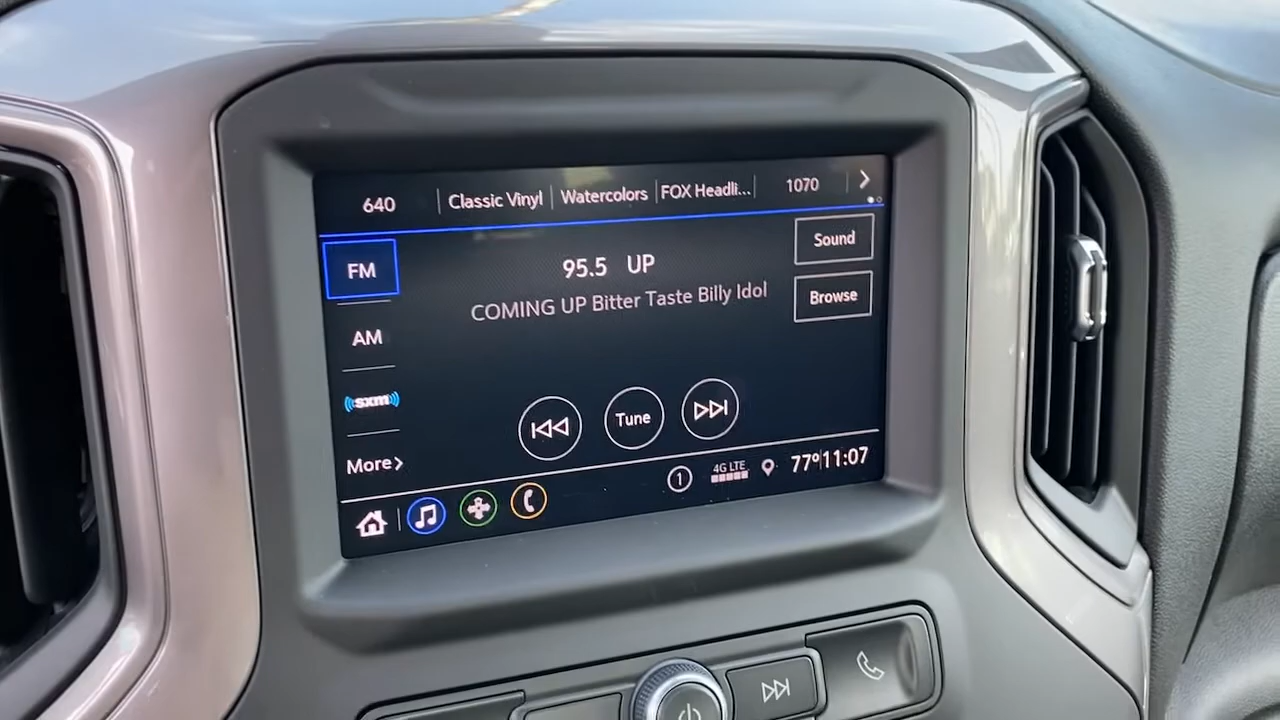 640 Classic Vinyl Watercolors FOX Headli... 1070
FM
95.5 UP
Sound
COMING UP Bitter Taste Billy Idol
Browse
AM
sxm
Tune
More
1 4G LTE 77° 11:07